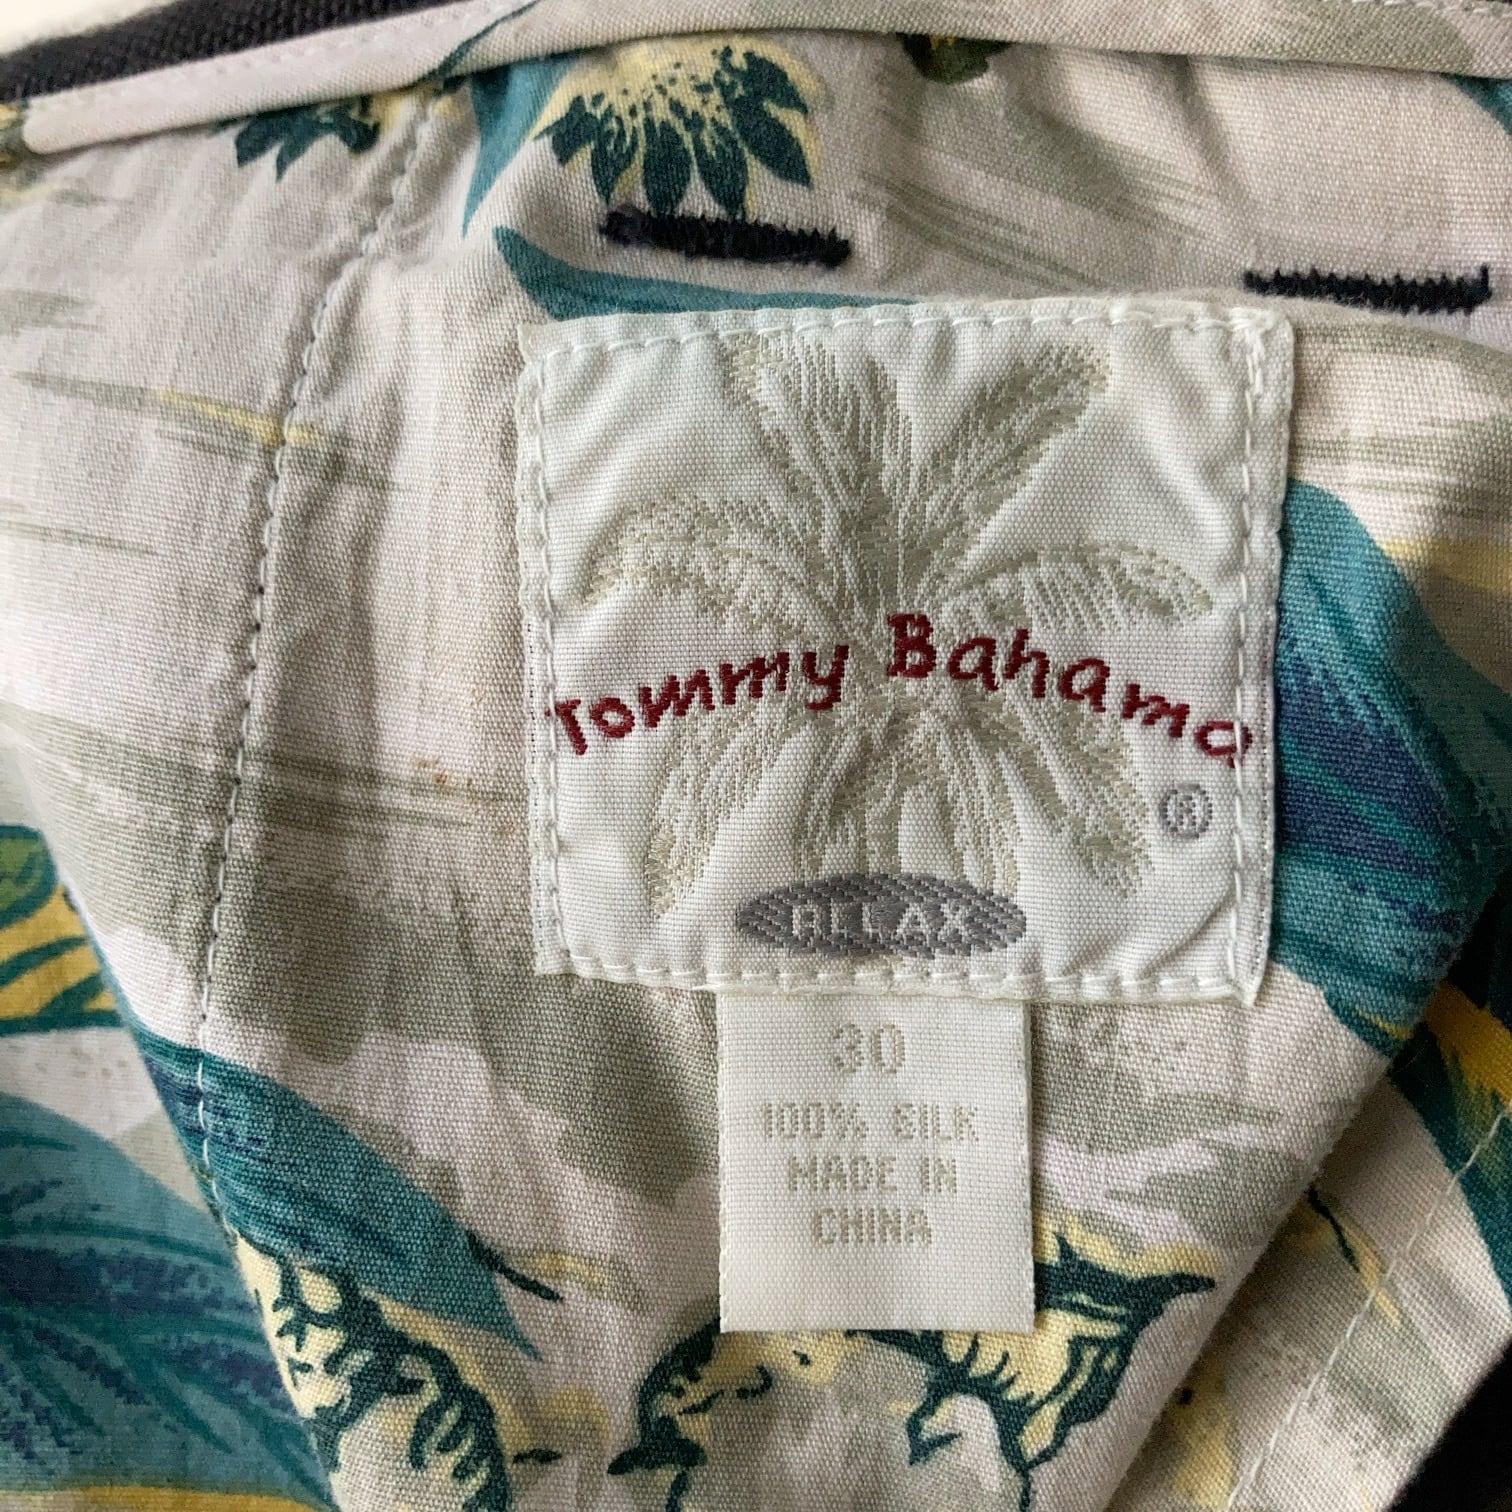 Tommy Bahama
®
RELAX
30
100% SILK
MADE IN
CHINA